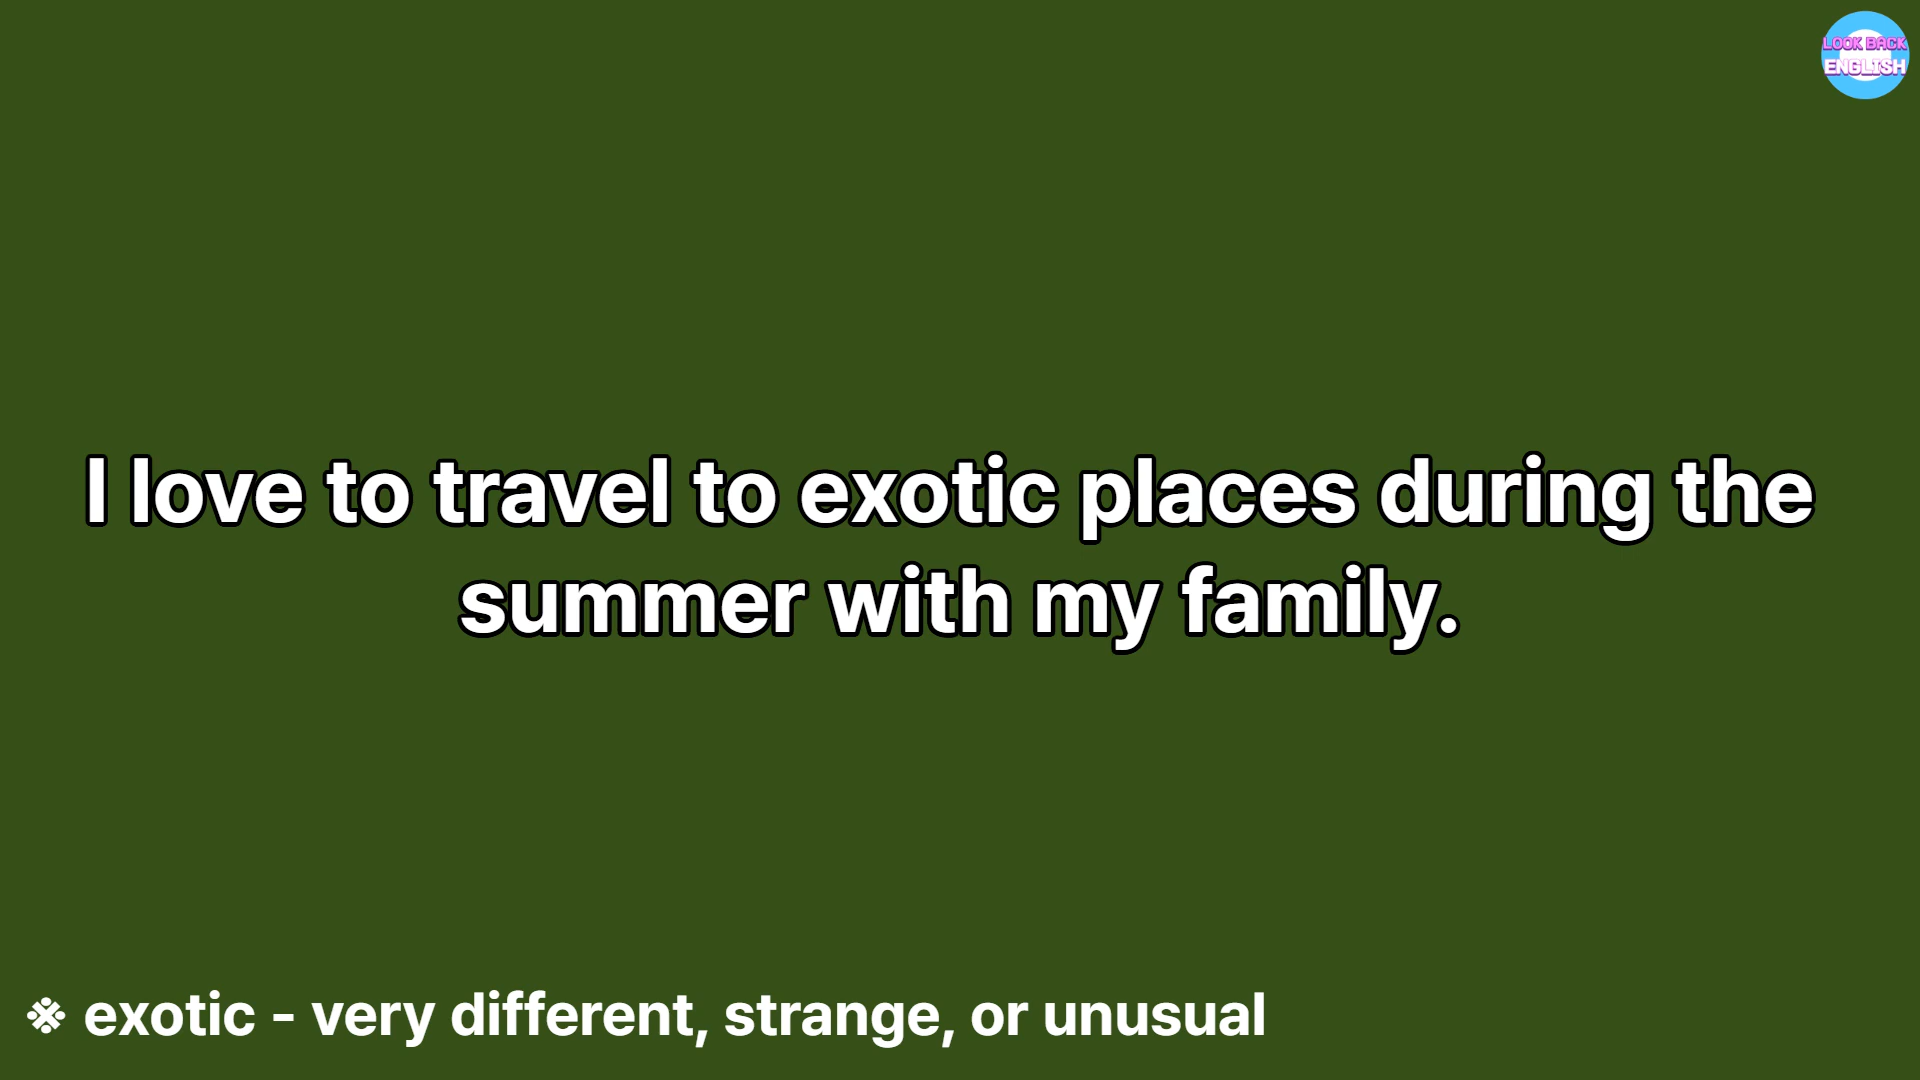 LOOK BACK
ENGLISH
I love to travel to exotic places during the
summer with my family.
※ exotic - very different, strange, or unusual